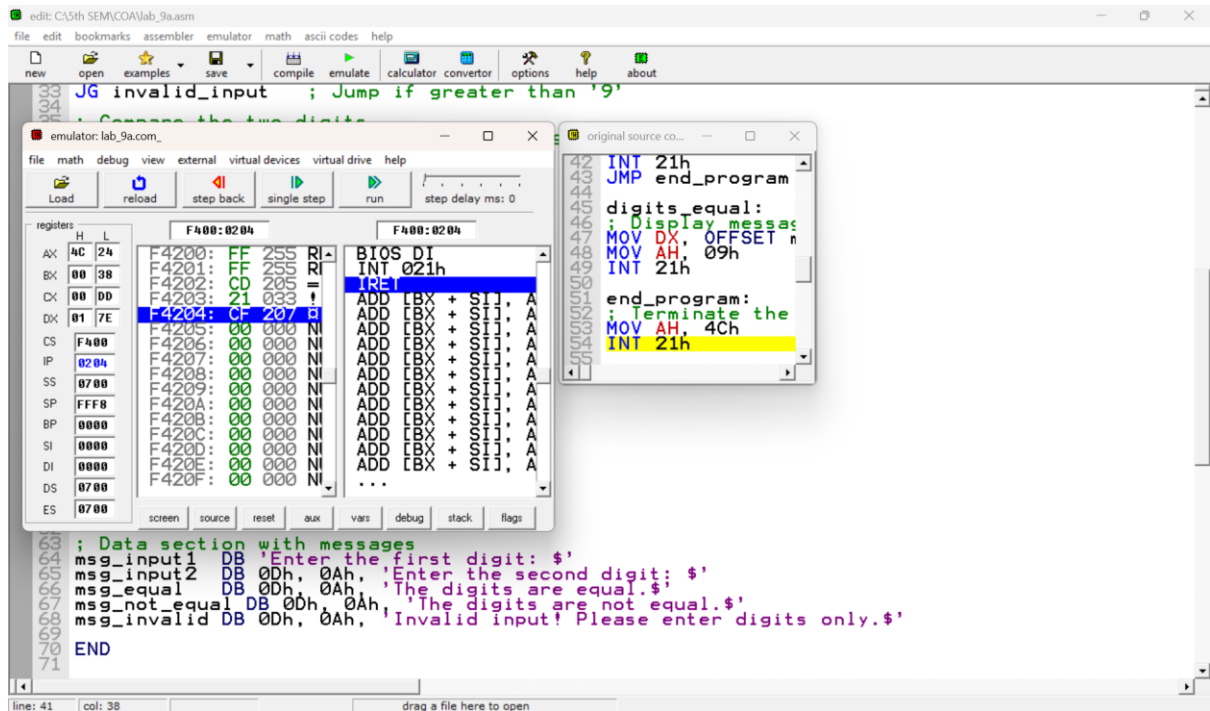 edit: C:\5th SEM\COA\lab_9a.asm
file edit bookmarks assembler emulator math ascii codes help
new open examples save compile emulate calculator convertor options help about
33 JG invalid_input ; Jump if greater than '9'
34
35 ; Compare the two digits
emulator: lab_9a.com_
file math debug view external virtual devices virtual drive help
Load reload step back single step run step delay ms: 0
registers
H L
AX 4C 24
BX 00 38
CX 00 DD
DX 01 7E
CS F400
IP 0204
SS 0700
SP FFF8
BP 0000
SI 0000
DI 0000
DS 0700
ES 0700
F400:0204
F4200: FF 255 R
F4201: FF 255 R
F4202: CD 205 =
F4203: 21 033 !
F4204: CF 207 ¤
F4205: 00 000 N
F4206: 00 000 N
F4207: 00 000 N
F4208: 00 000 N
F4209: 00 000 N
F420A: 00 000 N
F420B: 00 000 N
F420C: 00 000 N
F420D: 00 000 N
F420E: 00 000 N
F420F: 00 000 N
F400:0204
BIOS DI
INT 021h
IRET
ADD [BX + SI], A
ADD [BX + SI], A
ADD [BX + SI], A
ADD [BX + SI], A
ADD [BX + SI], A
ADD [BX + SI], A
ADD [BX + SI], A
ADD [BX + SI], A
ADD [BX + SI], A
ADD [BX + SI], A
ADD [BX + SI], A
ADD [BX + SI], A
...
screen source reset aux vars debug stack flags
original source co...
42 INT 21h
43 JMP end_program
44
45 digits_equal:
46 ; Display messag
47 MOV DX, OFFSET m
48 MOV AH, 09h
49 INT 21h
50
51 end_program:
52 ; Terminate the
53 MOV AH, 4Ch
54 INT 21h
55
63 ; Data section with messages
64 msg_input1 DB 'Enter the first digit: $'
65 msg_input2 DB 0Dh, 0Ah, 'Enter the second digit: $'
66 msg_equal DB 0Dh, 0Ah, 'The digits are equal.$'
67 msg_not_equal DB 0Dh, 0Ah, 'The digits are not equal.$'
68 msg_invalid DB 0Dh, 0Ah, 'Invalid input! Please enter digits only.$'
69
70 END
71
line: 41 col: 38 drag a file here to open